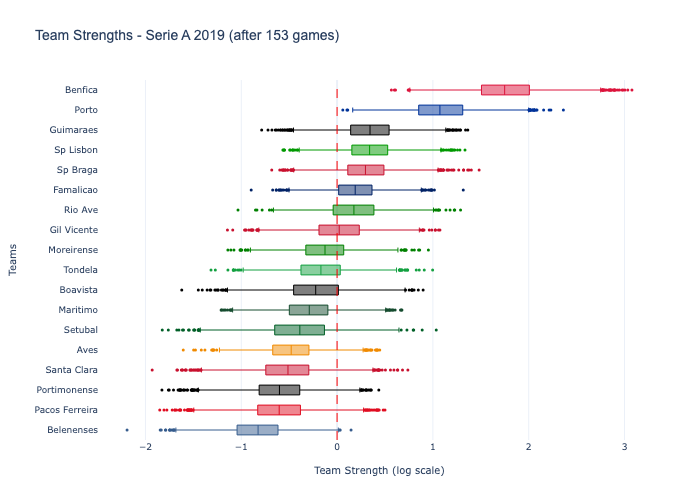 Team Strengths - Serie A 2019 (after 153 games)
Benfica
Porto
Guimaraes
Sp Lisbon
Sp Braga
Famalicao
Rio Ave
Gil Vicente
Moreirense
Tondela
Boavista
Maritimo
Setubal
Aves
Santa Clara
Portimonense
Pacos Ferreira
Belenenses
Teams
−2 −1 0 1 2 3
Team Strength (log scale)